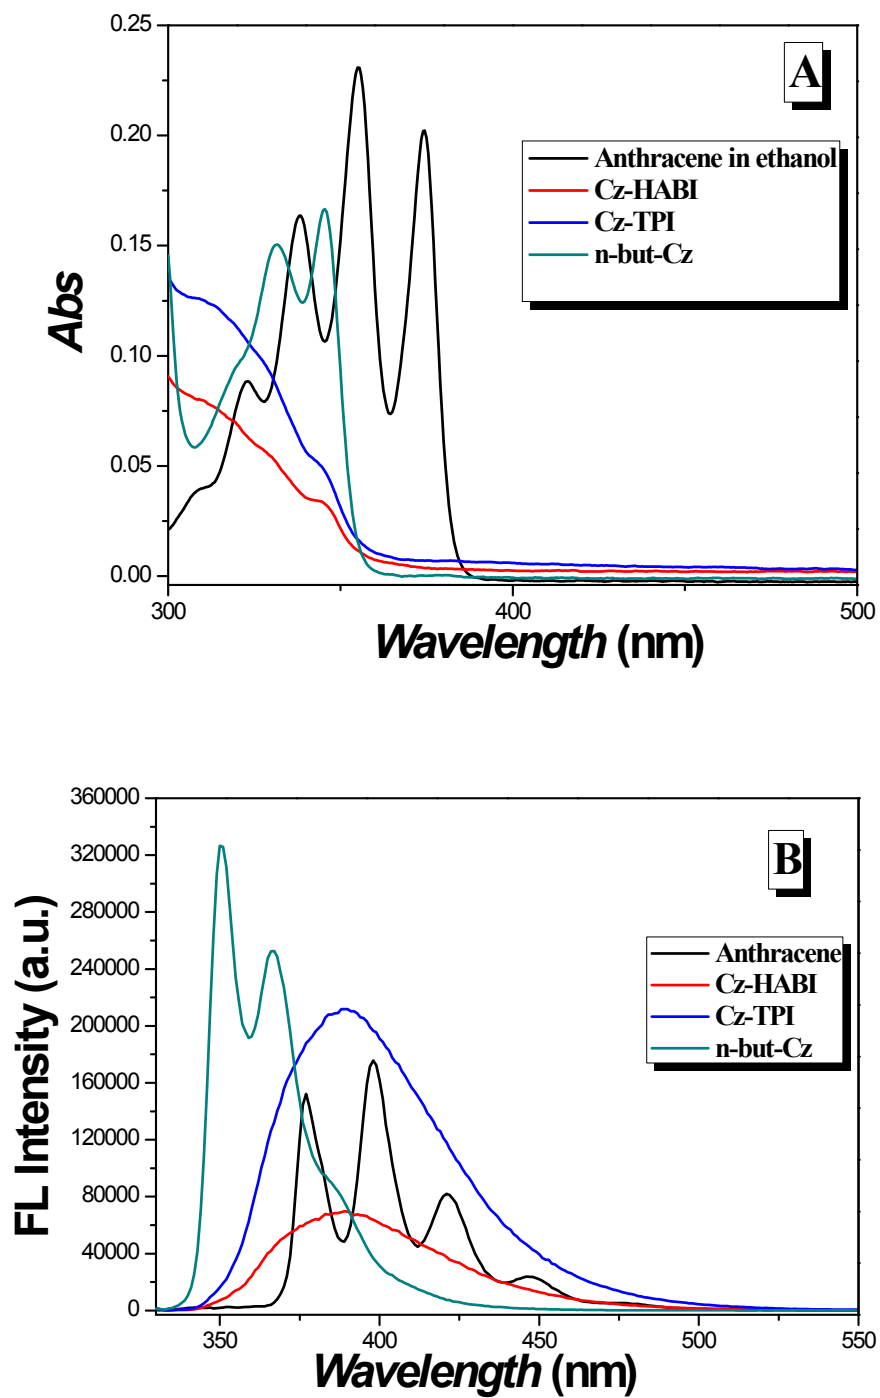 0.25
A
0.20
Anthracene in ethanol
Cz-HABI
Cz-TPI
n-but-Cz
0.15
Abs
0.10
0.05
0.00
300
400
500
Wavelength (nm)
360000
320000
B
280000
240000
Anthracene
Cz-HABI
Cz-TPI
n-but-Cz
200000
FL Intensity (a.u.)
160000
120000
80000
40000
0
350
400
450
500
550
Wavelength (nm)